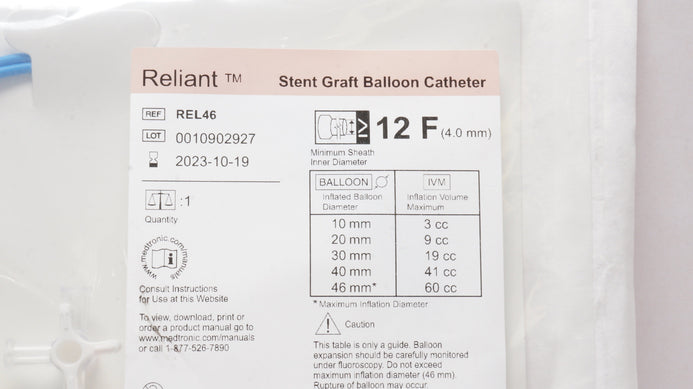 Reliant ™ Stent Graft Balloon Catheter
REF REL46
LOT 0010902927
2023-10-19
:1
Quantity
www.medtronic.com/manuals
Consult Instructions
for Use at this Website
To view, download, print or
order a product manual go to
www.medtronic.com/manuals
or call 1-877-526-7890
≥ 12 F (4.0 mm)
Minimum Sheath
Inner Diameter
BALLOON IVM
Inflated Balloon Inflation Volume
Diameter Maximum
10 mm 3 cc
20 mm 9 cc
30 mm 19 cc
40 mm 41 cc
46 mm* 60 cc
* Maximum Inflation Diameter
Caution
This table is only a guide. Balloon
expansion should be carefully monitored
under fluoroscopy. Do not exceed
maximum inflation diameter (46 mm).
Rupture of balloon may occur.